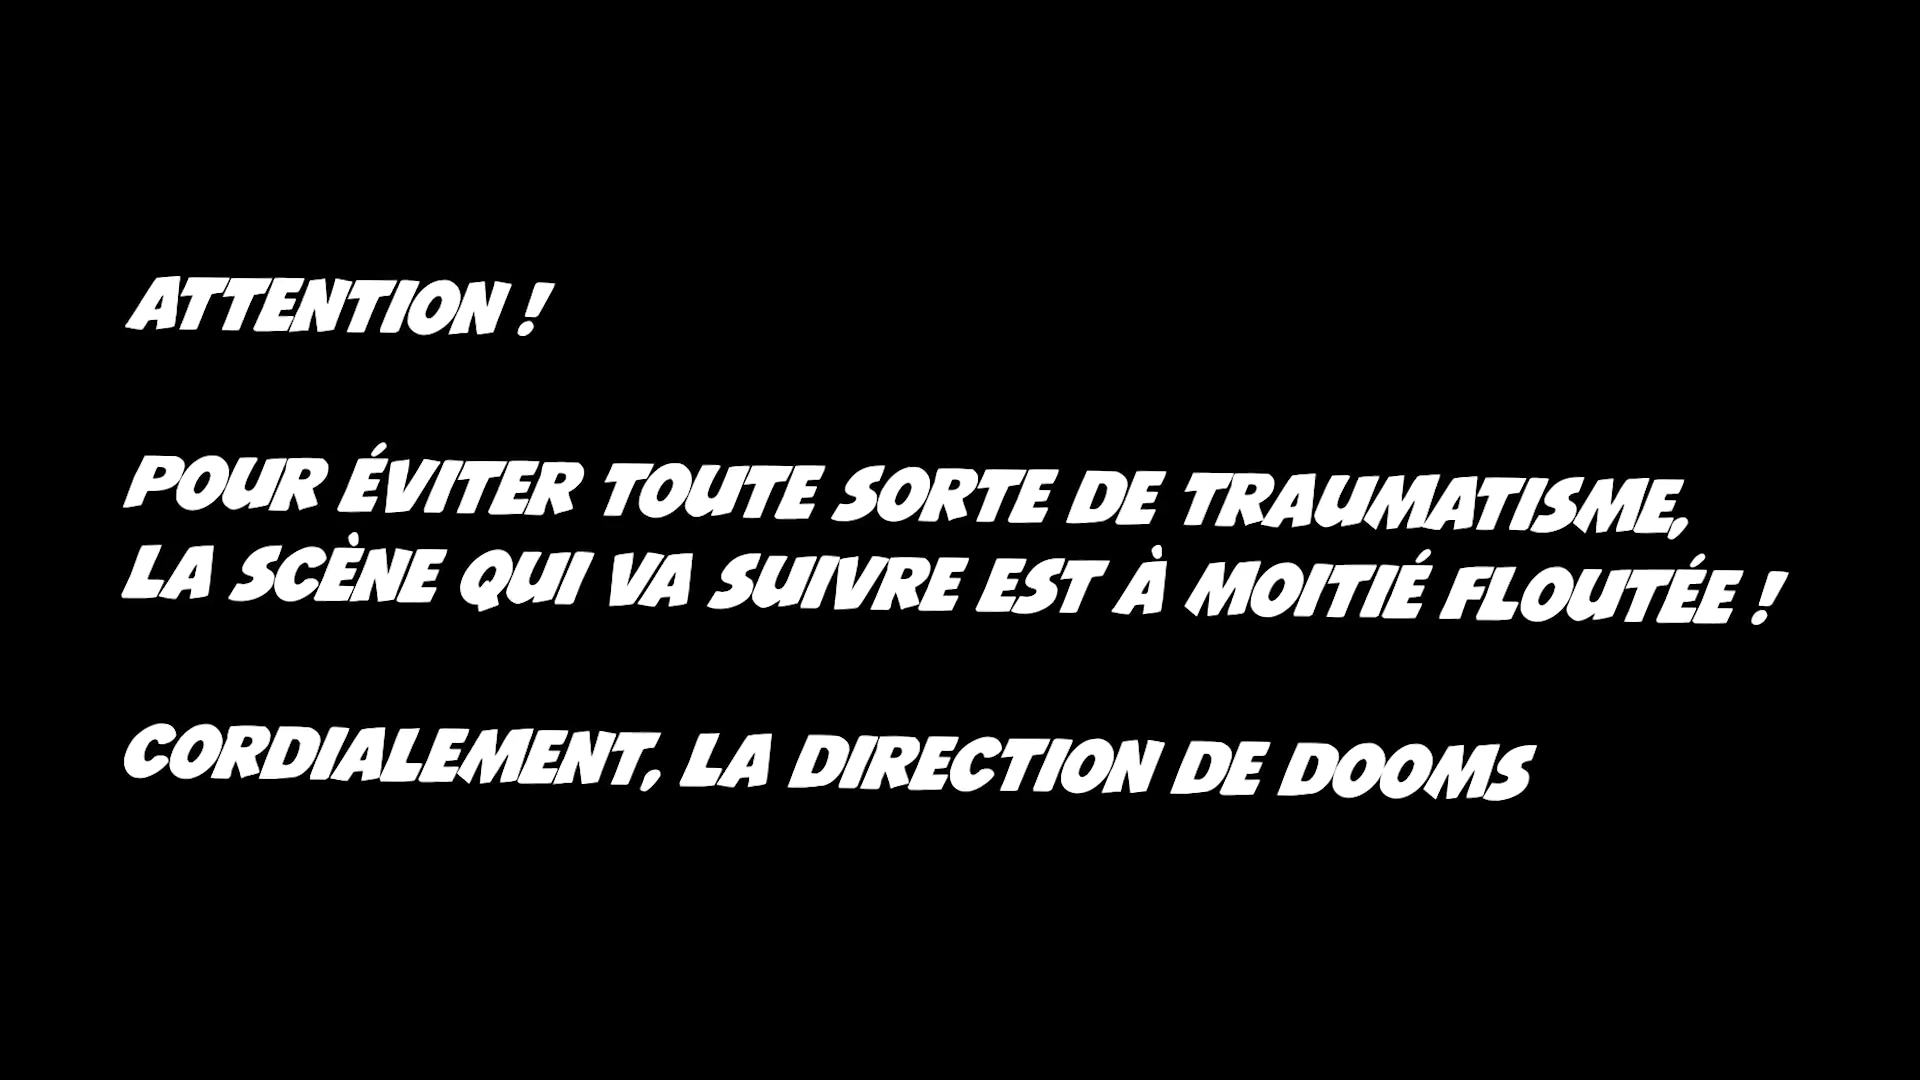 ATTENTION !
POUR ÉVITER TOUTE SORTE DE TRAUMATISME,
LA SCÈNE QUI VA SUIVRE EST À MOITIÉ FLOUTÉE !
CORDIALEMENT, LA DIRECTION DE DOOMS